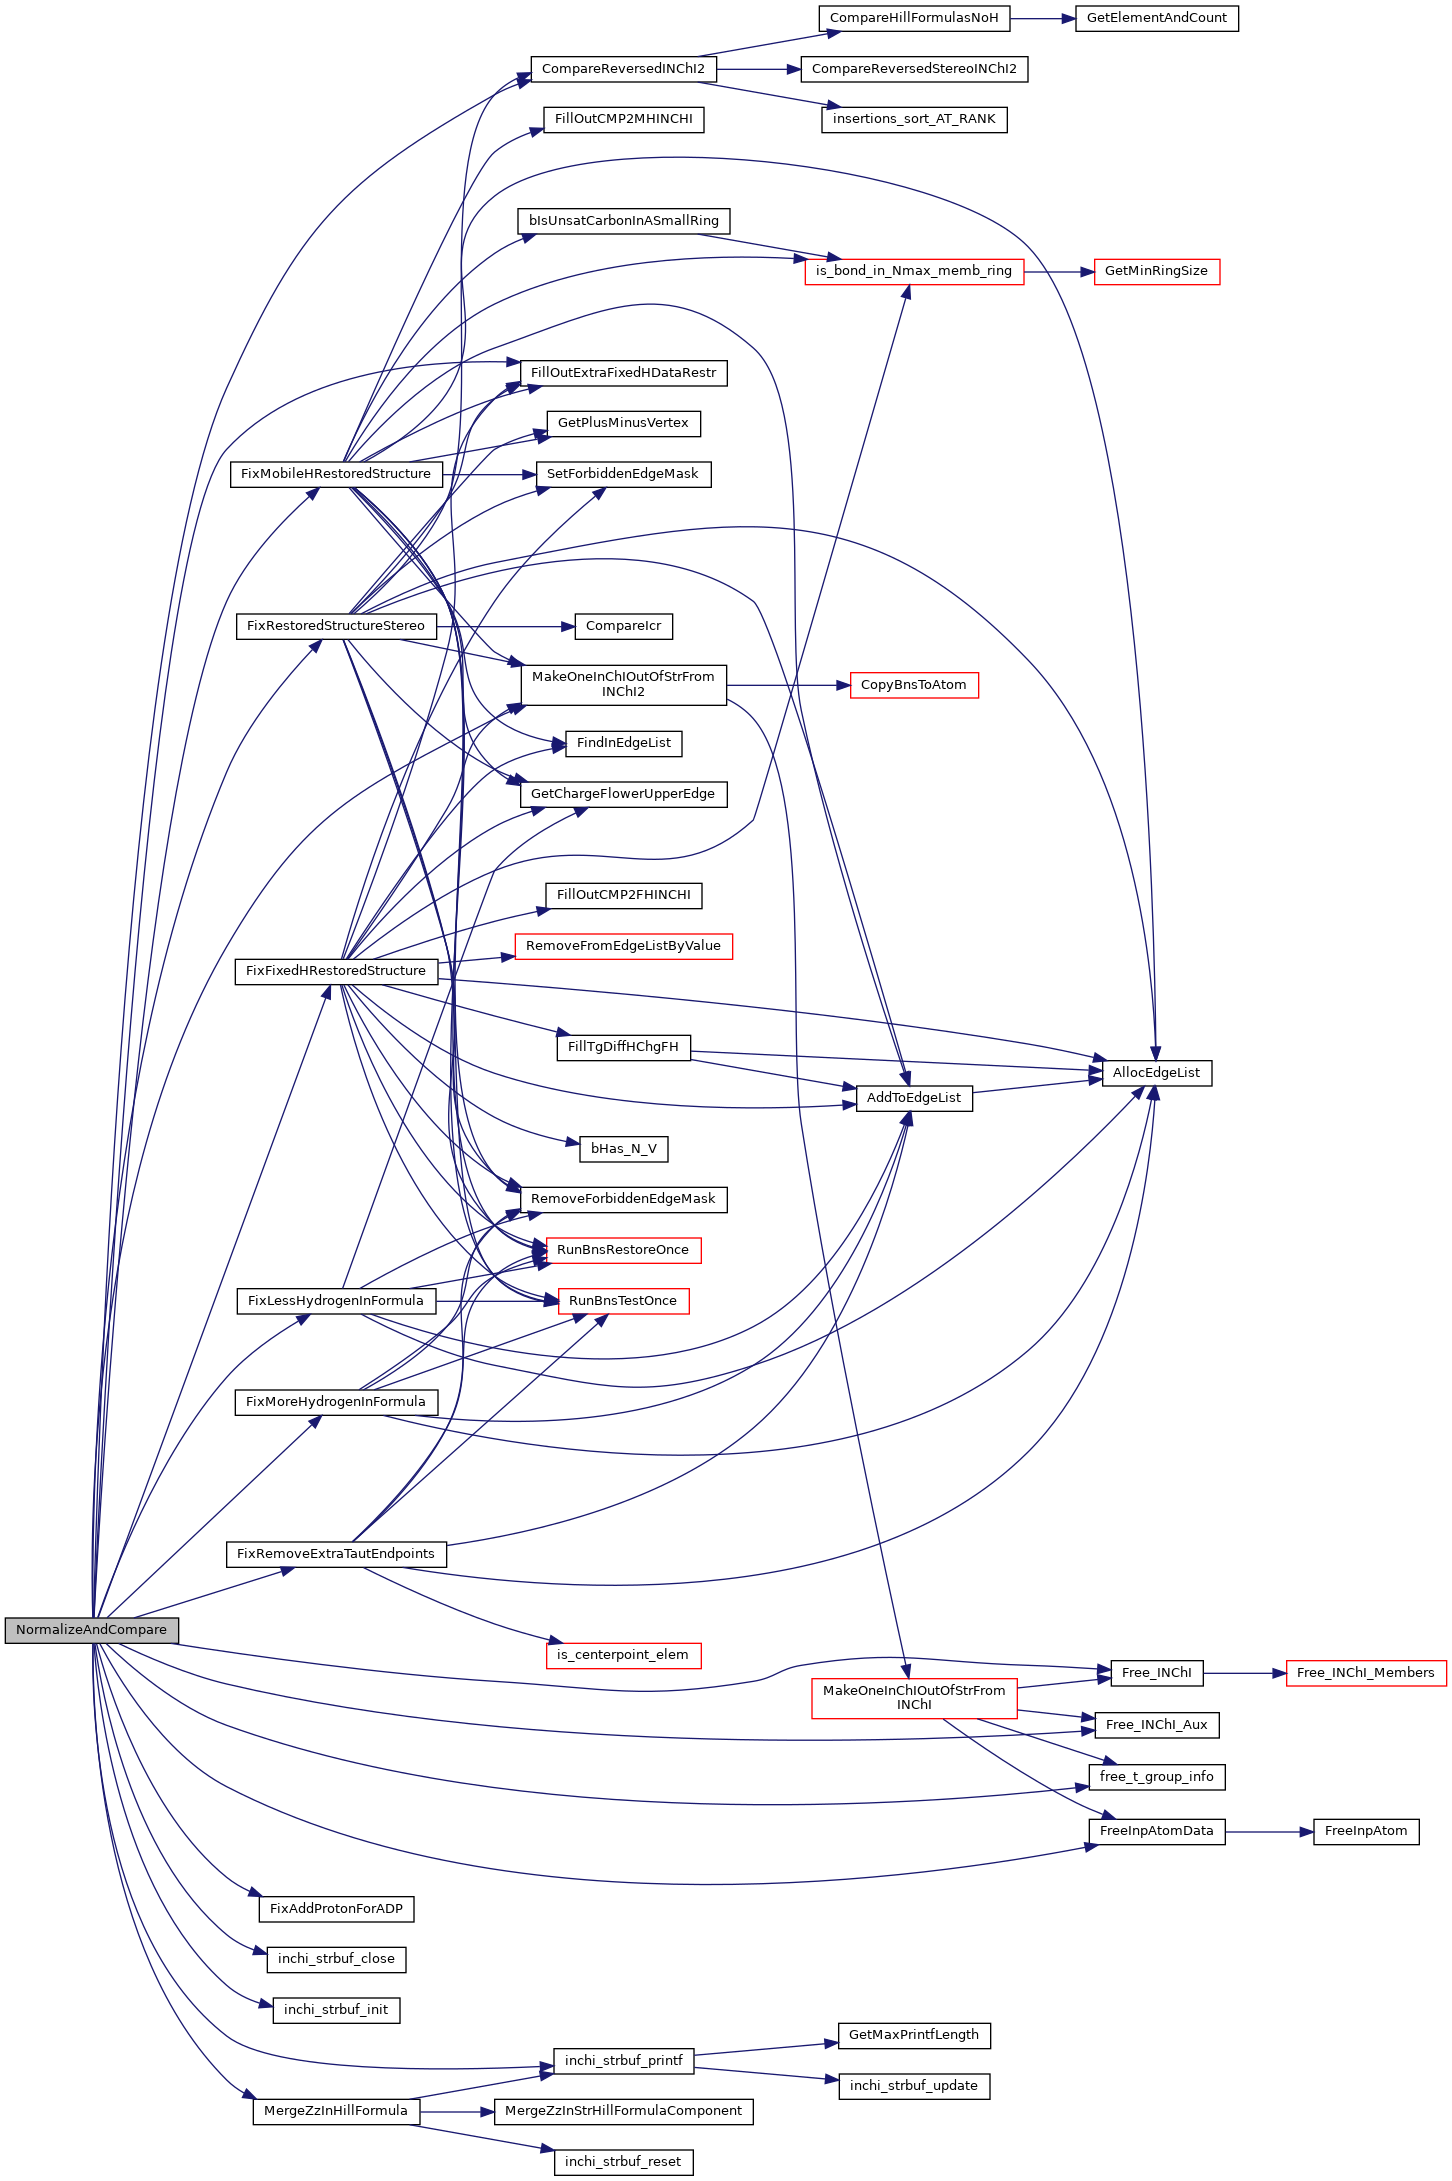 CompareHillFormulasNoH
GetElementAndCount
CompareReversedINChI2
CompareReversedStereoINChI2
FillOutCMP2MHINCHI
insertions_sort_AT_RANK
bIsUnsatCarbonInASmallRing
is_bond_in_Nmax_memb_ring
GetMinRingSize
FillOutExtraFixedHDataRestr
GetPlusMinusVertex
FixMobileHRestoredStructure
SetForbiddenEdgeMask
FixRestoredStructureStereo
CompareIcr
MakeOneInChIOutOfStrFrom
INChI2
CopyBnsToAtom
FindInEdgeList
GetChargeFlowerUpperEdge
FillOutCMP2FHINCHI
RemoveFromEdgeListByValue
FixFixedHRestoredStructure
FillTgDiffHChgFH
AllocEdgeList
AddToEdgeList
bHas_N_V
RemoveForbiddenEdgeMask
RunBnsRestoreOnce
FixLessHydrogenInFormula
RunBnsTestOnce
FixMoreHydrogenInFormula
FixRemoveExtraTautEndpoints
NormalizeAndCompare
is_centerpoint_elem
Free_INChI
Free_INChI_Members
MakeOneInChIOutOfStrFrom
INChI
Free_INChI_Aux
free_t_group_info
FreeInpAtomData
FreeInpAtom
FixAddProtonForADP
inchi_strbuf_close
inchi_strbuf_init
GetMaxPrintfLength
inchi_strbuf_printf
inchi_strbuf_update
MergeZzInHillFormula
MergeZzInStrHillFormulaComponent
inchi_strbuf_reset